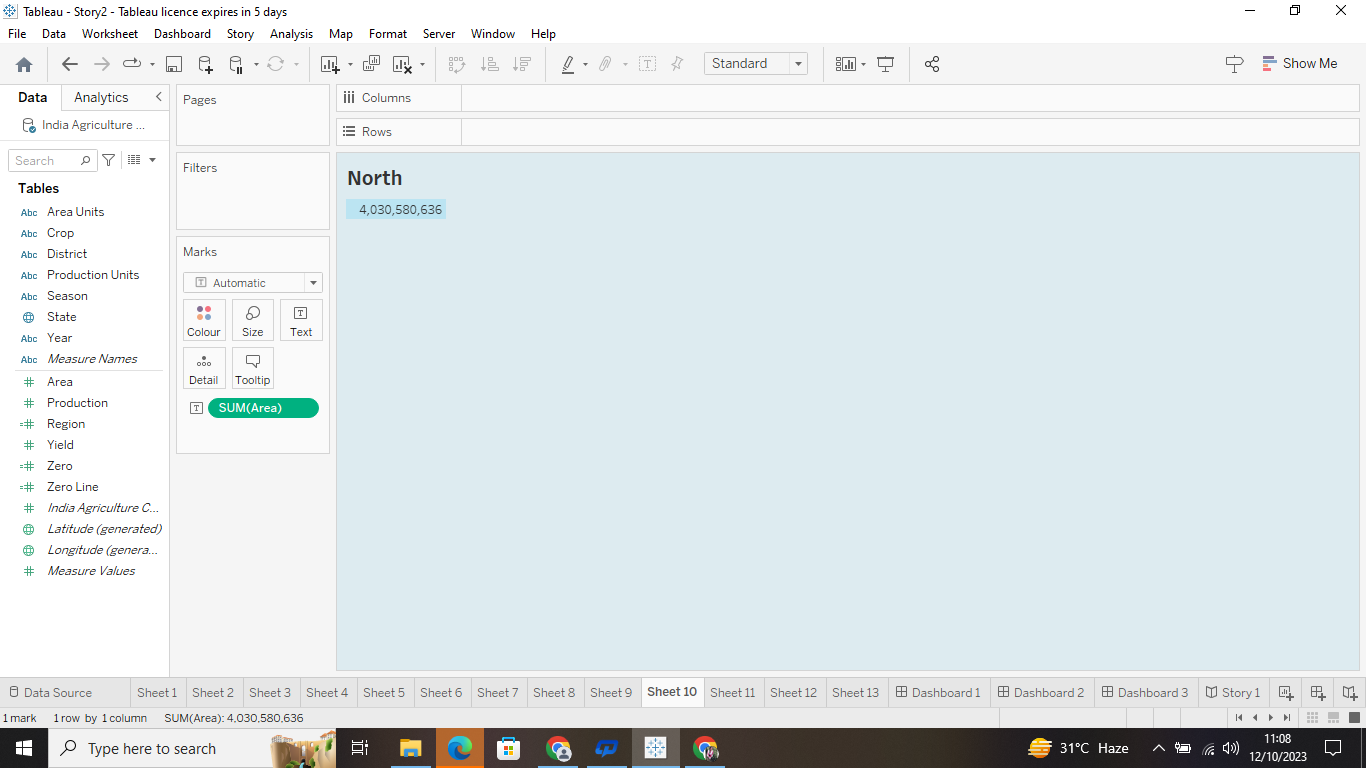 Tableau - Story2 - Tableau licence expires in 5 days
File Data Worksheet Dashboard Story Analysis Map Format Server Window Help
Standard
Show Me
Data Analytics
India Agriculture ...
Search
Tables
Abc Area Units
Abc Crop
Abc District
Abc Production Units
Abc Season
State
Abc Year
Abc Measure Names
# Area
# Production
=# Region
# Yield
=# Zero
=# Zero Line
# India Agriculture C...
Latitude (generated)
Longitude (genera...
# Measure Values
Pages
Filters
Marks
T Automatic
Colour Size Text
Detail Tooltip
T SUM(Area)
Columns
Rows
North
4,030,580,636
Data Source Sheet 1 Sheet 2 Sheet 3 Sheet 4 Sheet 5 Sheet 6 Sheet 7 Sheet 8 Sheet 9 Sheet 10 Sheet 11 Sheet 12 Sheet 13 Dashboard 1 Dashboard 2 Dashboard 3 Story 1
1 mark 1 row by 1 column SUM(Area): 4,030,580,636
Type here to search
31°C Haze
11:08
12/10/2023